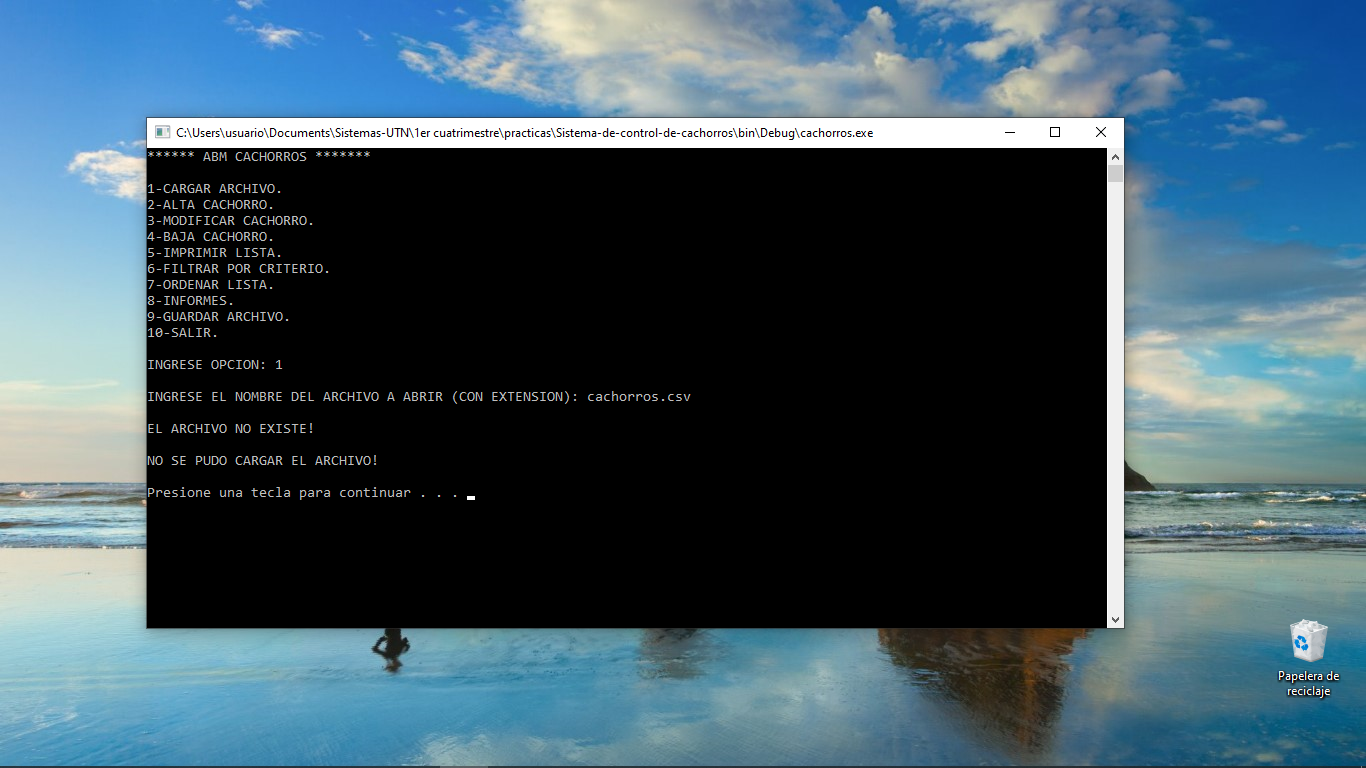 C:\Users\usuario\Documents\Sistemas-UTN\1er cuatrimestre\practicas\Sistema-de-control-de-cachorros\bin\Debug\cachorros.exe
****** ABM CACHORROS *******
1-CARGAR ARCHIVO.
2-ALTA CACHORRO.
3-MODIFICAR CACHORRO.
4-BAJA CACHORRO.
5-IMPRIMIR LISTA.
6-FILTRAR POR CRITERIO.
7-ORDENAR LISTA.
8-INFORMES.
9-GUARDAR ARCHIVO.
10-SALIR.
INGRESE OPCION: 1
INGRESE EL NOMBRE DEL ARCHIVO A ABRIR (CON EXTENSION): cachorros.csv
EL ARCHIVO NO EXISTE!
NO SE PUDO CARGAR EL ARCHIVO!
Presione una tecla para continuar . . .
Papelera de
reciclaje